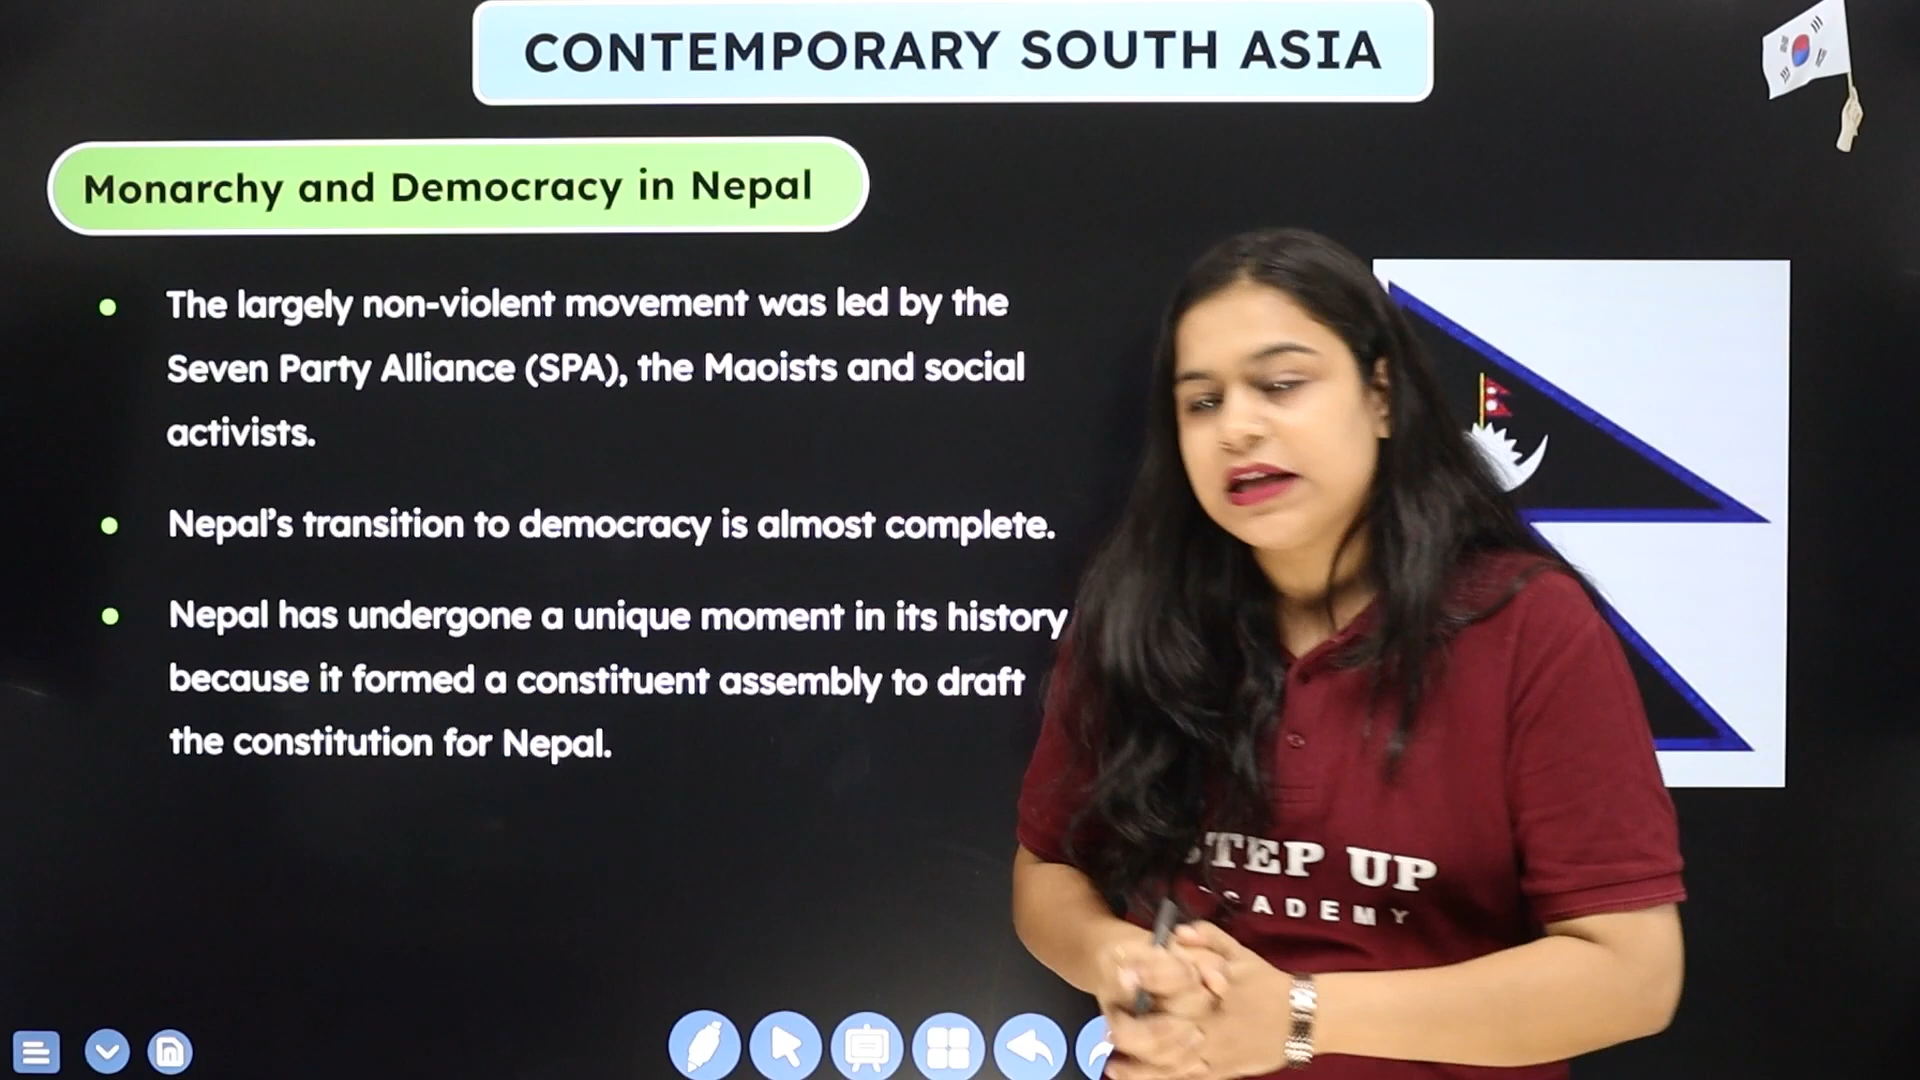 CONTEMPORARY SOUTH ASIA
Monarchy and Democracy in Nepal
The largely non-violent movement was led by the
Seven Party Alliance (SPA), the Maoists and social
activists.
Nepal’s transition to democracy is almost complete.
Nepal has undergone a unique moment in its history
because it formed a constituent assembly to draft
the constitution for Nepal.
STEP UP
ACADEMY